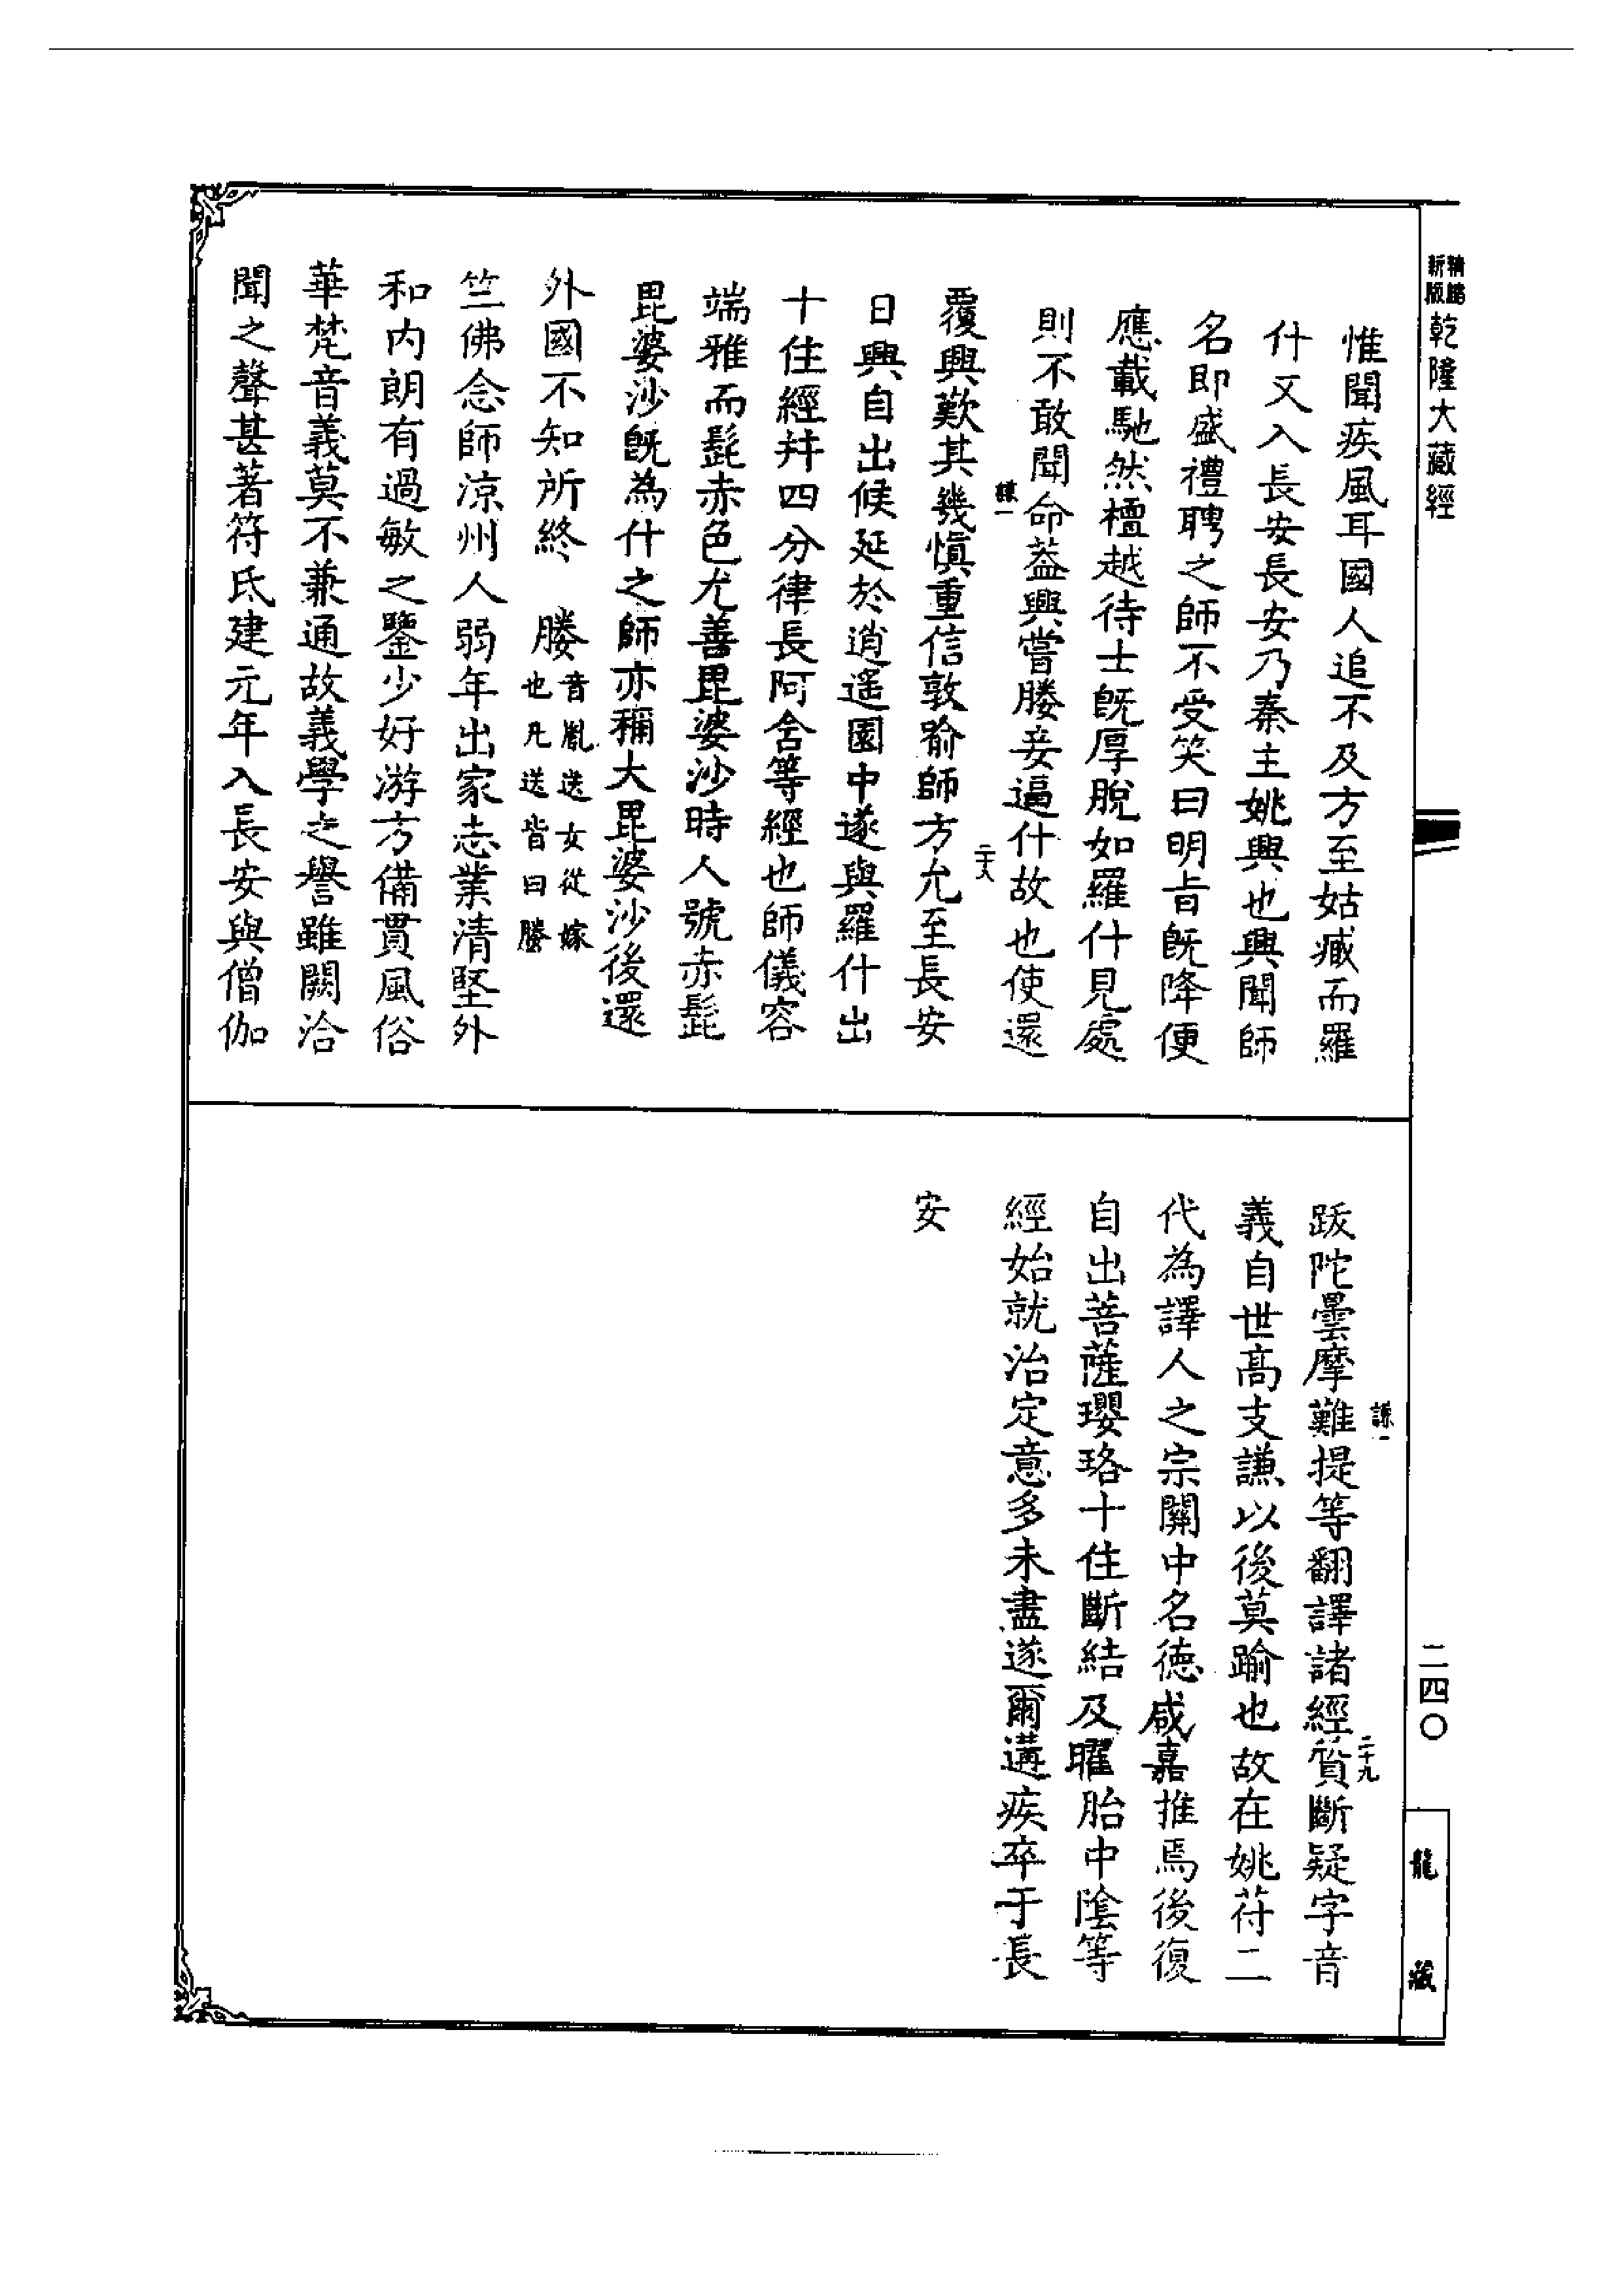 精鵰新版乾隆大藏經
惟聞疾風耳國人追不及方至姑臧而羅
什又入長安長安乃秦主姚興也興聞師
名即盛禮聘之師不受笑曰明旨既降便
應載馳然檀越待士既厚脫如羅什見處
則不敢聞命葢興嘗媵妾逼什故也使還
謙一
二十八
覆興歎其幾慎重信敦喻師方允至長安
日興自出候延於逍遙園中遂與羅什出
十住經幷四分律長阿含等經也師儀容
端雅而髭赤色尤善毘婆沙時人號赤髭
毘婆沙既為什之師亦稱大毘婆沙後還
外國不知所終　媵音胤送女從嫁也凡送皆曰媵
竺佛念師涼州人弱年出家志業清堅外
和內朗有過敏之鑒少好游方備貫風俗
華梵音義莫不兼通故義學之譽雖闕洽
聞之聲甚著符氏建元年入長安與僧伽
謙一
二十九
跋陀曇摩難提等翻譯諸經質斷疑字音
義自世高支謙以後莫踰也故在姚苻二
代為譯人之宗關中名德咸嘉推焉後復
自出菩薩瓔珞十住斷結及曜胎中陰等
經始就治定意多未盡遂爾遘疾卒于長
安
二四〇
龍藏